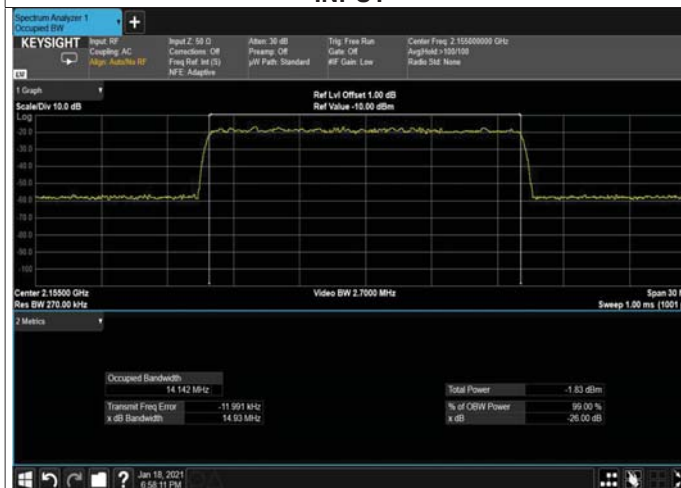 Spectrum Analyzer 1
Occupied BW
KEYSIGHT
Input: RF
Coupling: AC
Align: Auto/No RF
Input Z: 50 Ω
Corrections: Off
Freq Ref: Int (S)
NFE: Adaptive
Atten: 30 dB
Preamp: Off
µW Path: Standard
Trig: Free Run
Gate: Off
#IF Gain: Low
Center Freq: 2.155000000 GHz
Avg|Hold:>100/100
Radio Std: None
1 Graph
Scale/Div 10.0 dB
Ref Lvl Offset 1.00 dB
Ref Value -10.00 dBm
Log
-20.0
-30.0
-40.0
-50.0
-60.0
-70.0
-80.0
-90.0
-100
Center 2.15500 GHz
Res BW 270.00 kHz
Video BW 2.7000 MHz
Span 30
Sweep 1.00 ms (1001
2 Metrics
Occupied Bandwidth
14.142 MHz
Transmit Freq Error -11.991 kHz
x dB Bandwidth 14.93 MHz
Total Power -1.83 dBm
% of OBW Power 99.00 %
x dB -26.00 dB
Jan 18, 2021
6:58:11 PM